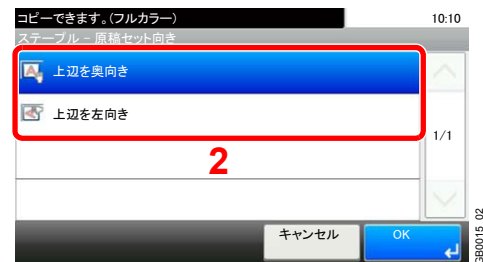 コピーできます。(フルカラー)
10:10
ステープル - 原稿セット向き
上辺を奥向き
上辺を左向き
1/1
2
キャンセル
OK
GB0015_02